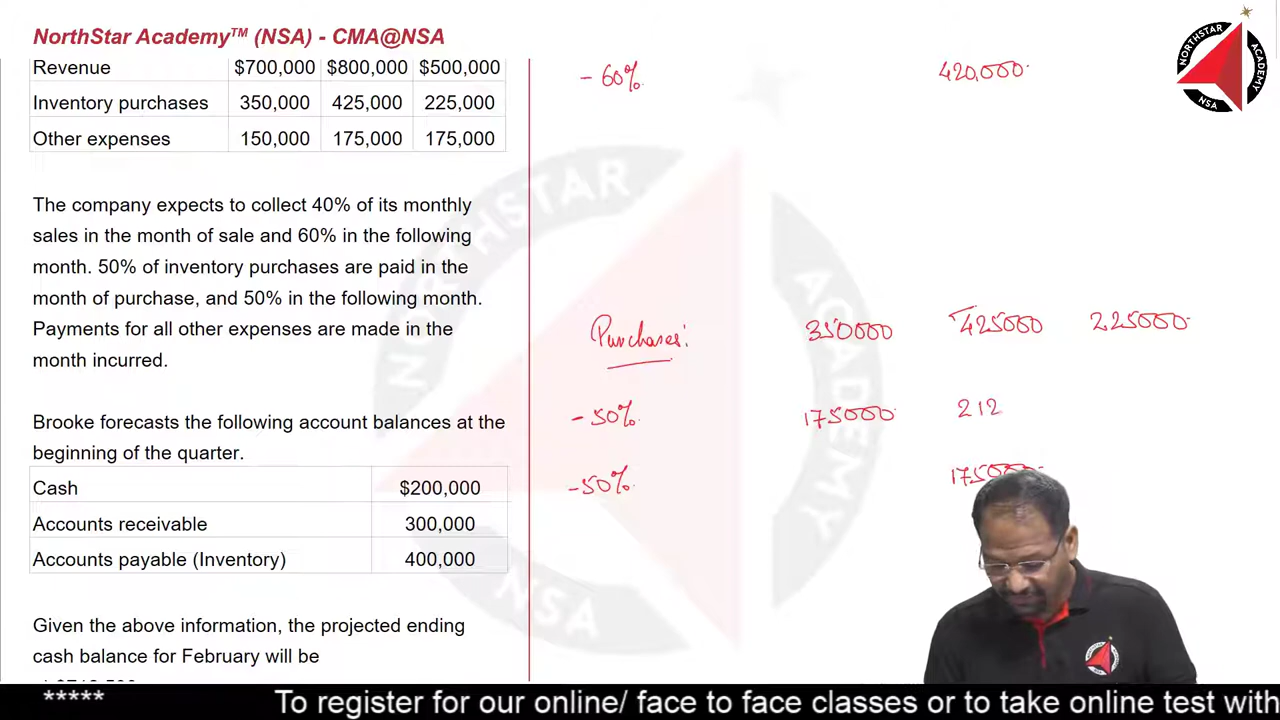 NorthStar Academy™ (NSA) - CMA@NSA
Revenue $700,000 $800,000 $500,000
Inventory purchases 350,000 425,000 225,000
Other expenses 150,000 175,000 175,000
The company expects to collect 40% of its monthly
sales in the month of sale and 60% in the following
month. 50% of inventory purchases are paid in the
month of purchase, and 50% in the following month.
Payments for all other expenses are made in the
month incurred.
Brooke forecasts the following account balances at the
beginning of the quarter.
Cash $200,000
Accounts receivable 300,000
Accounts payable (Inventory) 400,000
Given the above information, the projected ending
cash balance for February will be
- 60% 420,000
Purchases: 350000 425000 225000
- 50% 175000 212
- 50% 175000
NORTHSTAR ACADEMY
NSA
NORTHSTAR ACADEMY
NSA
***** To register for our online/ face to face classes or to take online test with